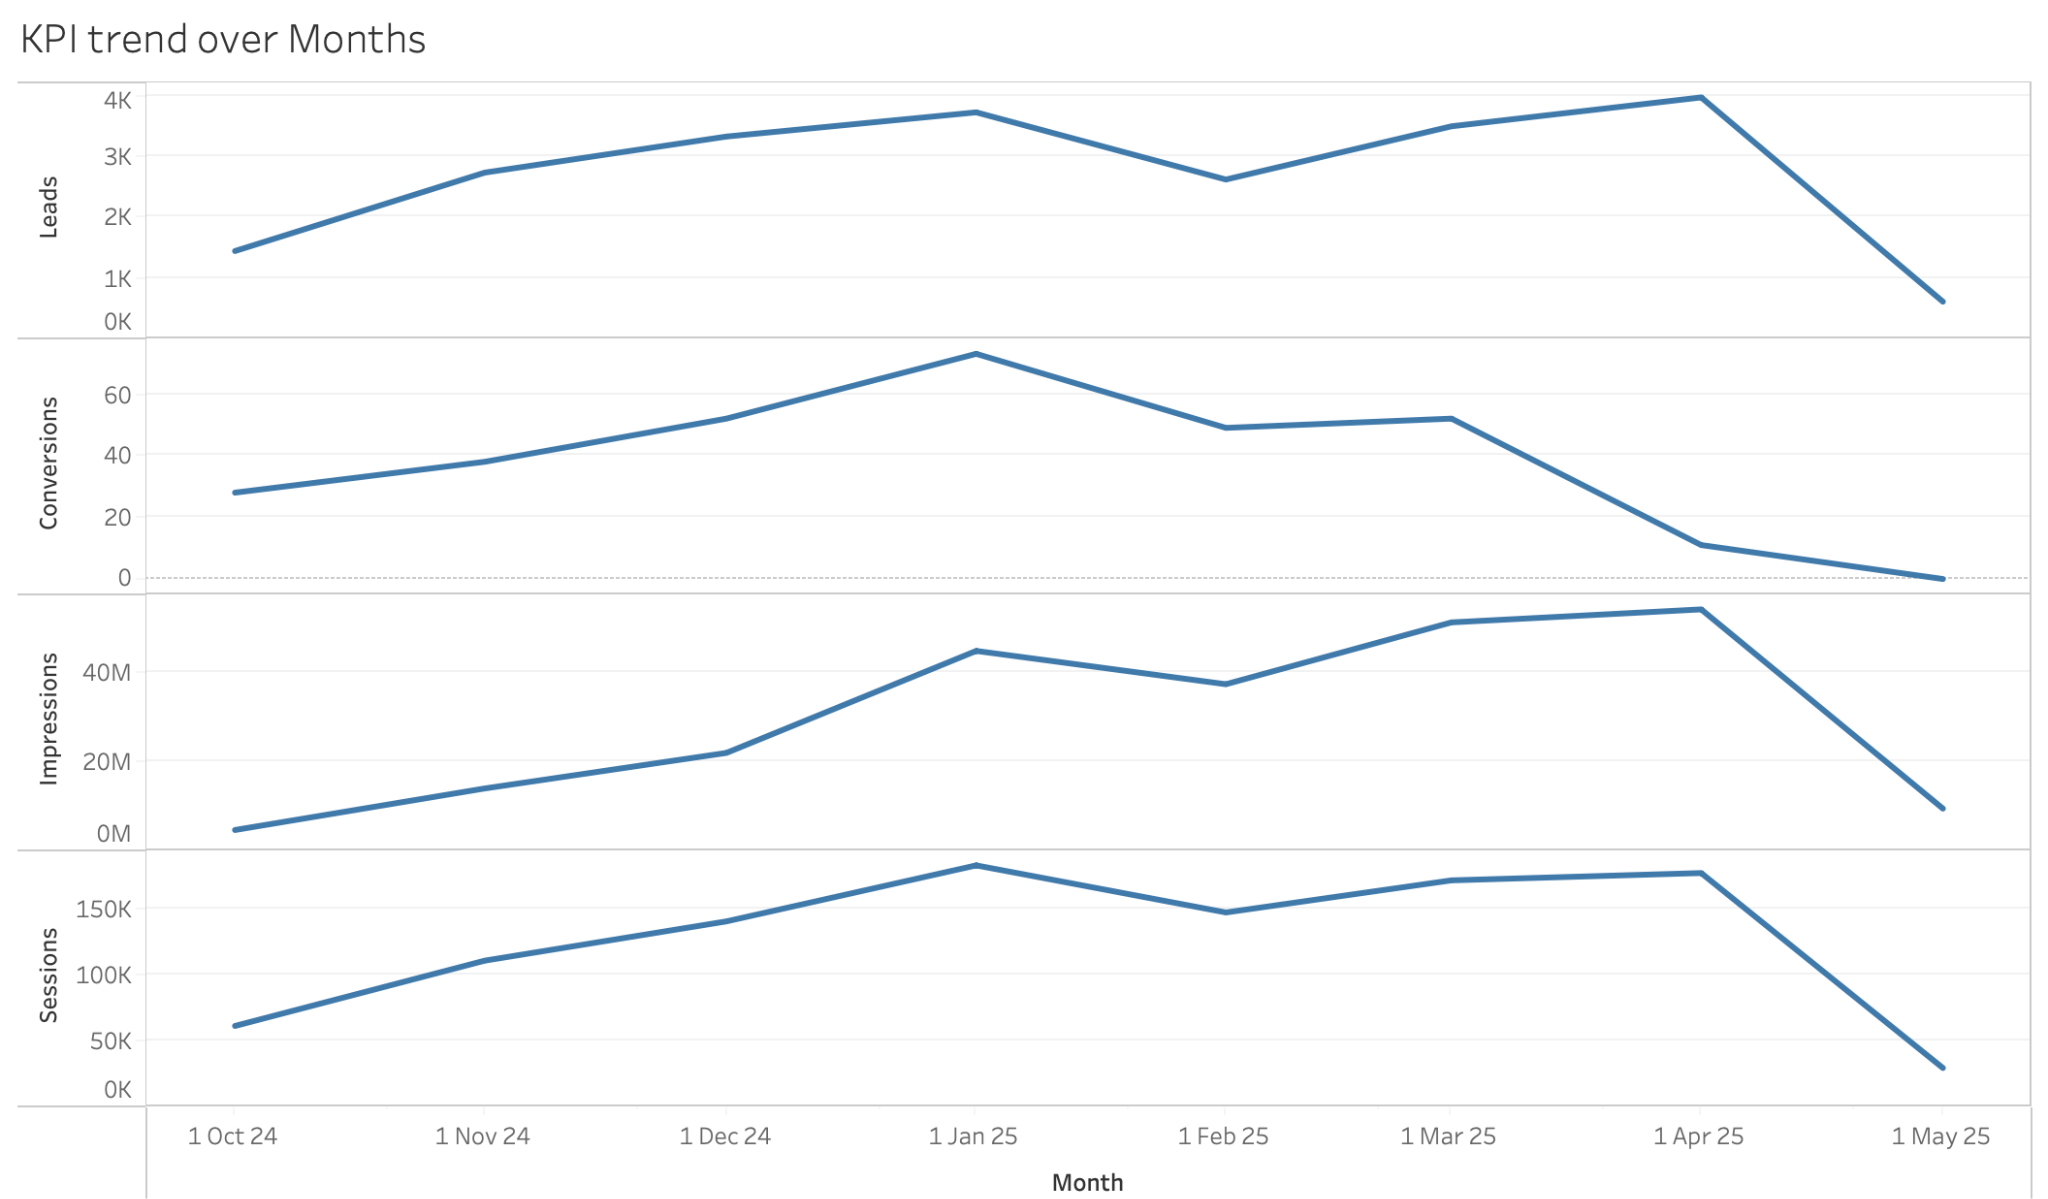 KPI trend over Months
Leads
4K
3K
2K
1K
0K
Conversions
60
40
20
0
Impressions
40M
20M
0M
Sessions
150K
100K
50K
0K
1 Oct 24
1 Nov 24
1 Dec 24
1 Jan 25
1 Feb 25
1 Mar 25
1 Apr 25
1 May 25
Month